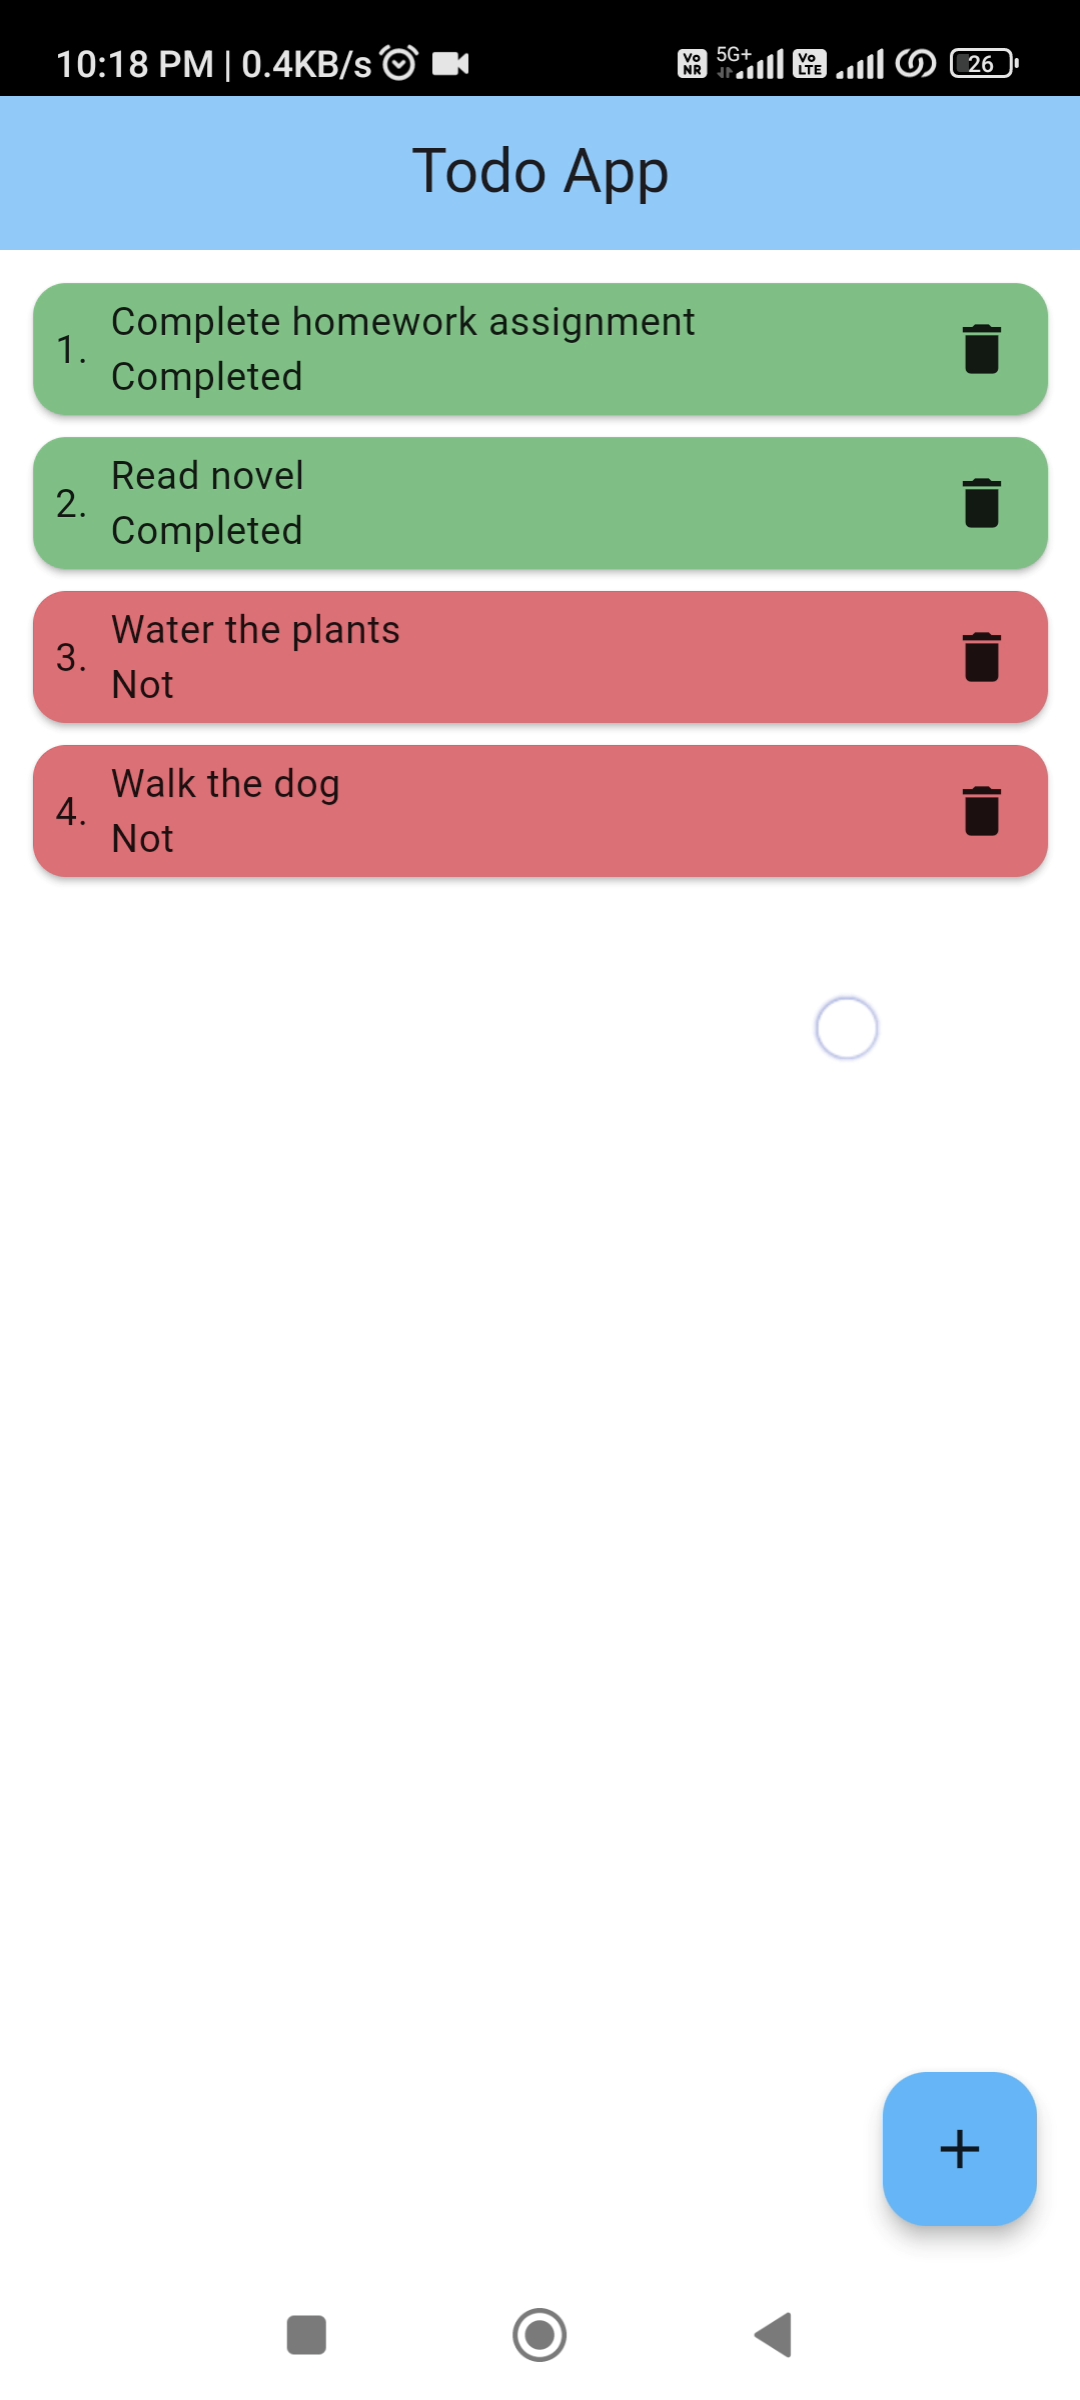 10:18 PM | 0.4KB/s Vo NR 5G+ Vo LTE 26
Todo App
1. Complete homework assignment
Completed
2. Read novel
Completed
3. Water the plants
Not
4. Walk the dog
Not
+